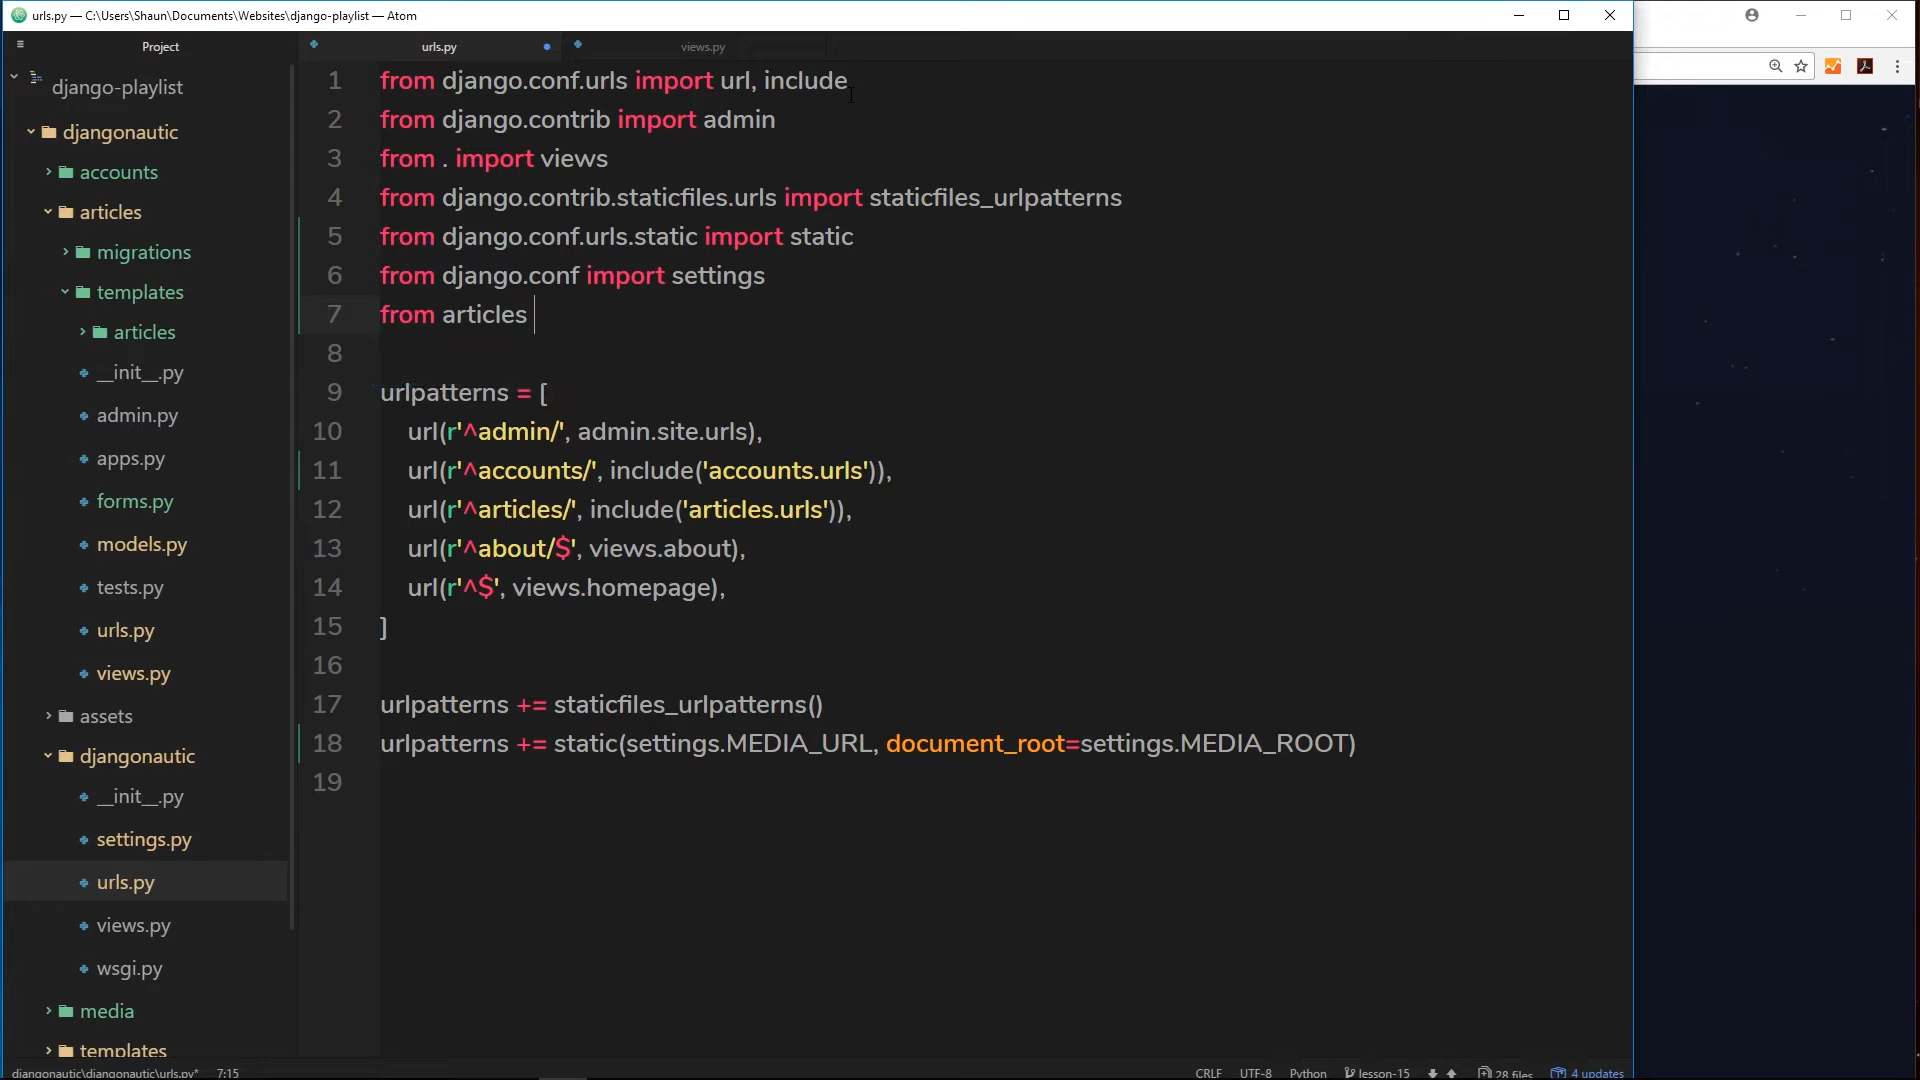 urls.py — C:\Users\Shaun\Documents\Websites\django-playlist — Atom
Project
urls.py
views.py
django-playlist
djangonautic
accounts
articles
migrations
templates
articles
__init__.py
admin.py
apps.py
forms.py
models.py
tests.py
urls.py
views.py
assets
djangonautic
__init__.py
settings.py
urls.py
views.py
wsgi.py
media
templates
1 from django.conf.urls import url, include
2 from django.contrib import admin
3 from . import views
4 from django.contrib.staticfiles.urls import staticfiles_urlpatterns
5 from django.conf.urls.static import static
6 from django.conf import settings
7 from articles
8
9 urlpatterns = [
10 url(r'^admin/', admin.site.urls),
11 url(r'^accounts/', include('accounts.urls')),
12 url(r'^articles/', include('articles.urls')),
13 url(r'^about/$', views.about),
14 url(r'^$', views.homepage),
15 ]
16
17 urlpatterns += staticfiles_urlpatterns()
18 urlpatterns += static(settings.MEDIA_URL, document_root=settings.MEDIA_ROOT)
19
djangonautic\djangonautic\urls.py* 7:15 CRLF UTF-8 Python lesson-15 28 files 4 updates